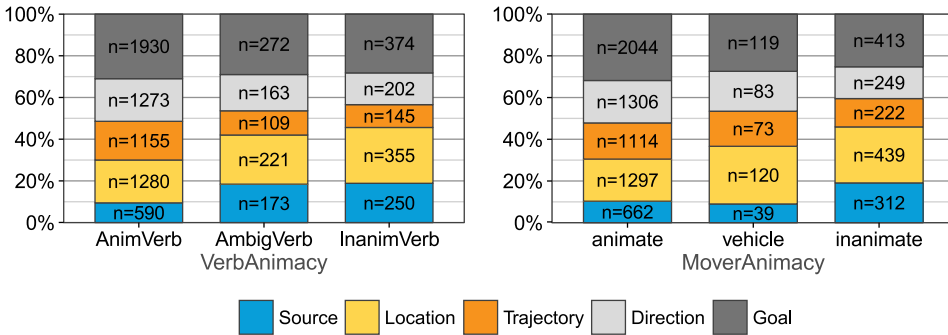 100%
80%
60%
40%
20%
0%
n=1930
n=272
n=374
n=1273
n=163
n=202
n=1155
n=109
n=145
n=1280
n=221
n=355
n=590
n=173
n=250
AnimVerb AmbigVerb InanimVerb
VerbAnimacy
100%
80%
60%
40%
20%
0%
n=2044
n=119
n=413
n=1306
n=83
n=249
n=1114
n=73
n=222
n=1297
n=120
n=439
n=662
n=39
n=312
animate vehicle inanimate
MoverAnimacy
Source Location Trajectory Direction Goal